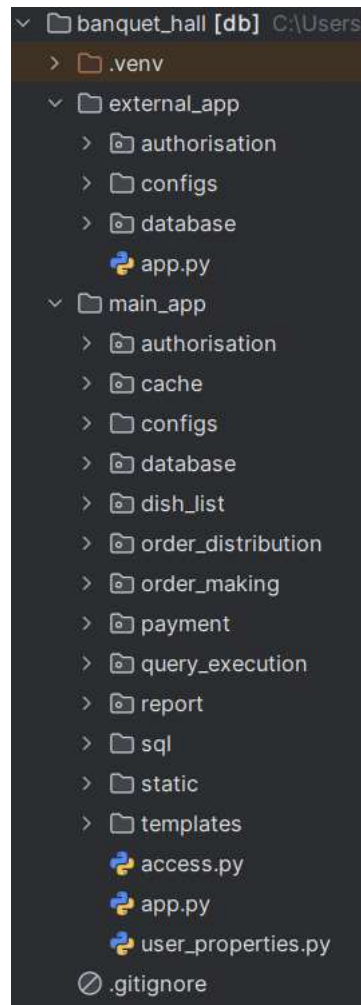 banquet_hall [db] C:\Users
.venv
external_app
authorisation
configs
database
app.py
main_app
authorisation
cache
configs
database
dish_list
order_distribution
order_making
payment
query_execution
report
sql
static
templates
access.py
app.py
user_properties.py
.gitignore